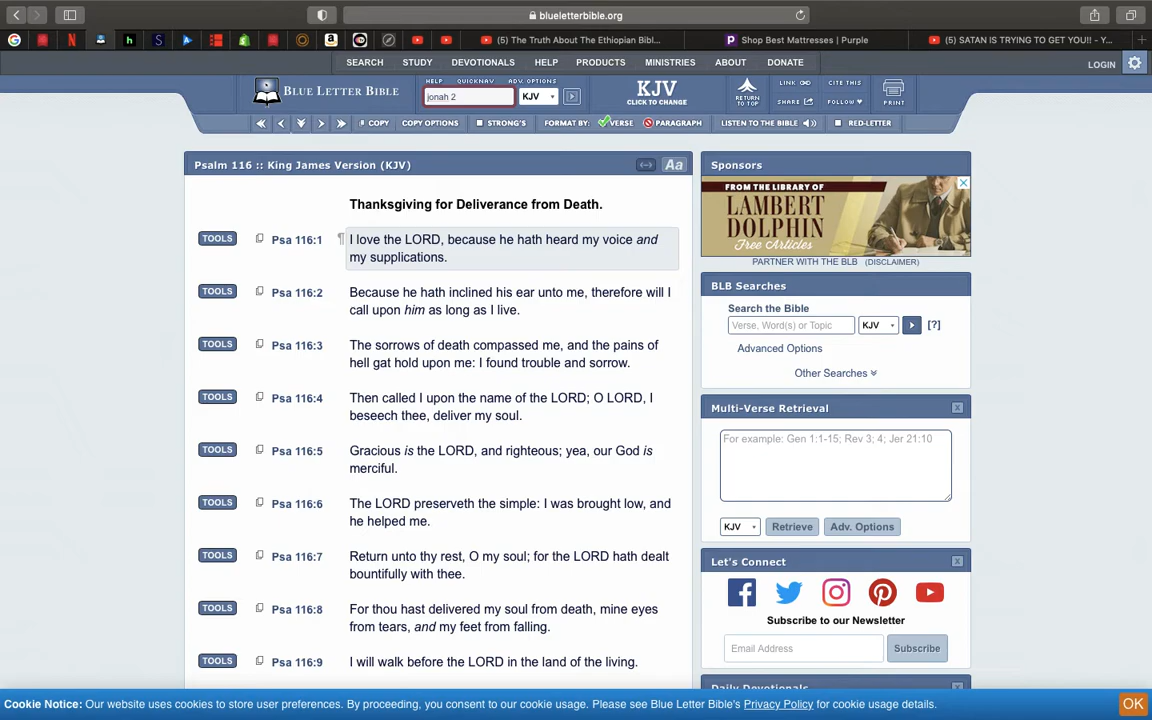 blueletterbible.org
(5) The Truth About The Ethiopian Bibl...
Shop Best Mattresses | Purple
(5) SATAN IS TRYING TO GET YOU!! - Y...
SEARCH STUDY DEVOTIONALS HELP PRODUCTS MINISTRIES ABOUT DONATE
LOGIN
BLUE LETTER BIBLE
HELP QUICKNAV ADV. OPTIONS
jonah 2
KJV
KJV
CLICK TO CHANGE
RETURN
TO TOP
LINK
CITE THIS
SHARE
FOLLOW
PRINT
COPY COPY OPTIONS STRONG'S FORMAT BY: VERSE PARAGRAPH LISTEN TO THE BIBLE RED-LETTER
Psalm 116 :: King James Version (KJV)
Aa
Thanksgiving for Deliverance from Death.
TOOLS Psa 116:1 ¶ I love the LORD, because he hath heard my voice and
my supplications.
TOOLS Psa 116:2 Because he hath inclined his ear unto me, therefore will I
call upon him as long as I live.
TOOLS Psa 116:3 The sorrows of death compassed me, and the pains of
hell gat hold upon me: I found trouble and sorrow.
TOOLS Psa 116:4 Then called I upon the name of the LORD; O LORD, I
beseech thee, deliver my soul.
TOOLS Psa 116:5 Gracious is the LORD, and righteous; yea, our God is
merciful.
TOOLS Psa 116:6 The LORD preserveth the simple: I was brought low, and
he helped me.
TOOLS Psa 116:7 Return unto thy rest, O my soul; for the LORD hath dealt
bountifully with thee.
TOOLS Psa 116:8 For thou hast delivered my soul from death, mine eyes
from tears, and my feet from falling.
TOOLS Psa 116:9 I will walk before the LORD in the land of the living.
Sponsors
FROM THE LIBRARY OF
LAMBERT
DOLPHIN
Free Articles
PARTNER WITH THE BLB (DISCLAIMER)
BLB Searches
Search the Bible
Verse, Word(s) or Topic
KJV
[?]
Advanced Options
Other Searches
Multi-Verse Retrieval
For example: Gen 1:1-15; Rev 3; 4; Jer 21:10
KJV
Retrieve
Adv. Options
Let's Connect
Subscribe to our Newsletter
Email Address
Subscribe
Daily Devotionals
Cookie Notice: Our website uses cookies to store user preferences. By proceeding, you consent to our cookie usage. Please see Blue Letter Bible's Privacy Policy for cookie usage details.
OK